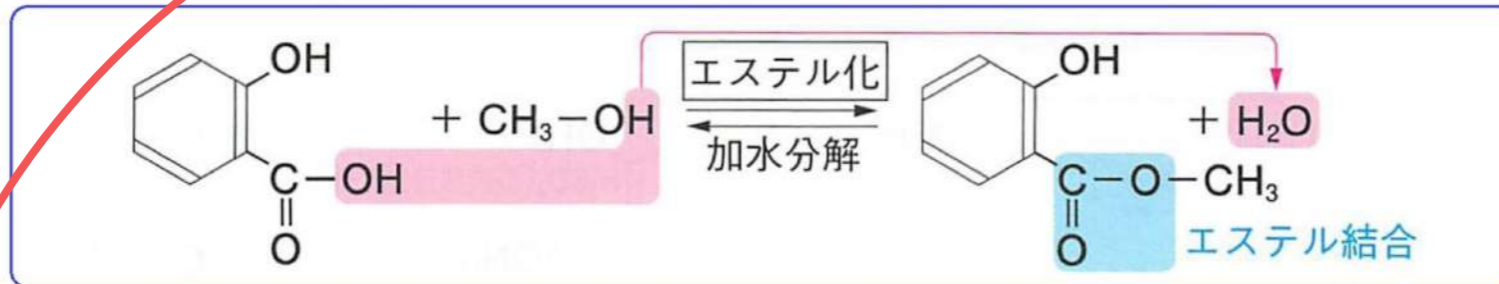 OH
+ CH₃-OH
C-OH
O
エステル化
加水分解
OH
+ H₂O
C-O-CH₃
O
エステル結合